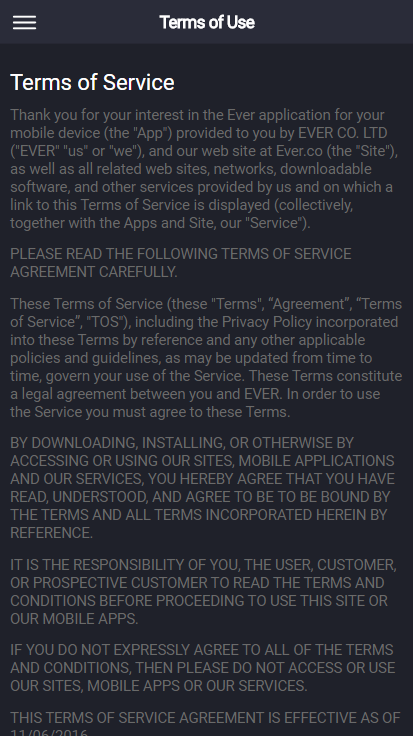 Terms of Use
Terms of Service
Thank you for your interest in the Ever application for your
mobile device (the "App") provided to you by EVER CO. LTD
("EVER" "us" or "we"), and our web site at Ever.co (the "Site"),
as well as all related web sites, networks, downloadable
software, and other services provided by us and on which a
link to this Terms of Service is displayed (collectively,
together with the Apps and Site, our "Service").
PLEASE READ THE FOLLOWING TERMS OF SERVICE
AGREEMENT CAREFULLY.
These Terms of Service (these "Terms", “Agreement”, “Terms
of Service”, "TOS"), including the Privacy Policy incorporated
into these Terms by reference and any other applicable
policies and guidelines, as may be updated from time to
time, govern your use of the Service. These Terms constitute
a legal agreement between you and EVER. In order to use
the Service you must agree to these Terms.
BY DOWNLOADING, INSTALLING, OR OTHERWISE BY
ACCESSING OR USING OUR SITES, MOBILE APPLICATIONS
AND OUR SERVICES, YOU HEREBY AGREE THAT YOU HAVE
READ, UNDERSTOOD, AND AGREE TO BE TO BE BOUND BY
THE TERMS AND ALL TERMS INCORPORATED HEREIN BY
REFERENCE.
IT IS THE RESPONSIBILITY OF YOU, THE USER, CUSTOMER,
OR PROSPECTIVE CUSTOMER TO READ THE TERMS AND
CONDITIONS BEFORE PROCEEDING TO USE THIS SITE OR
OUR MOBILE APPS.
IF YOU DO NOT EXPRESSLY AGREE TO ALL OF THE TERMS
AND CONDITIONS, THEN PLEASE DO NOT ACCESS OR USE
OUR SITES, MOBILE APPS OR OUR SERVICES.
THIS TERMS OF SERVICE AGREEMENT IS EFFECTIVE AS OF
11/06/2016